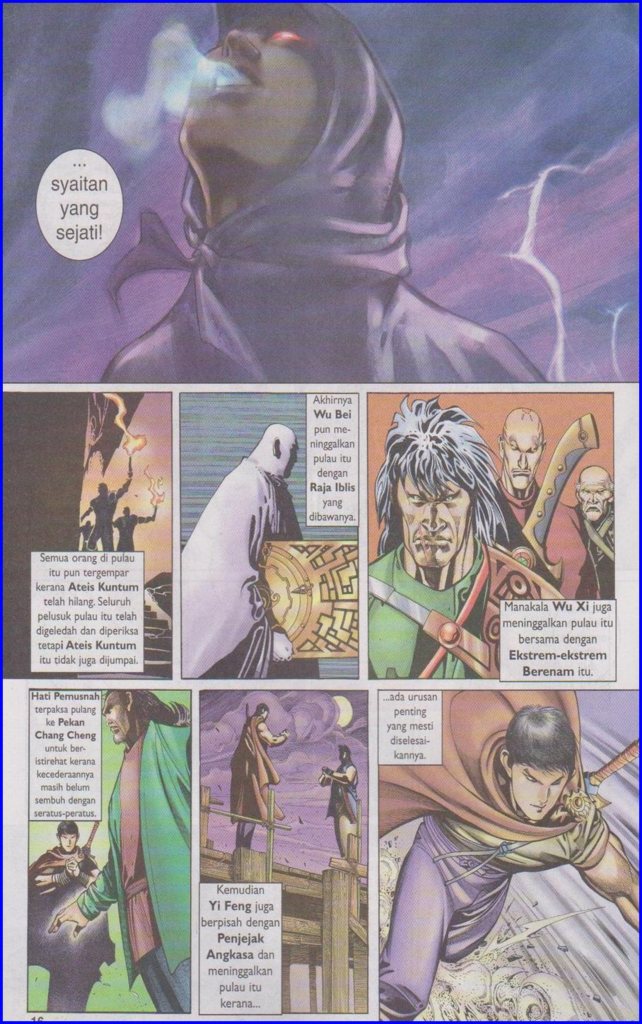 ...
syaitan
yang
sejati!
Semua orang di pulau
itu pun tergempar
kerana Ateis Kuntum
telah hilang. Seluruh
pelusuk pulau itu telah
digeledah dan diperiksa
tetapi Ateis Kuntum
itu tidak juga dijumpai.
Akhirnya
Wu Bei
pun me-
ninggalkan
pulau itu
dengan
Raja Iblis
yang
dibawanya.
Manakala Wu Xi juga
meninggalkan pulau itu
bersama dengan
Ekstrem-ekstrem
Berenam itu.
Hati Pemusnah
terpaksa pulang
ke Pekan
Chang Cheng
untuk ber-
istirehat kerana
kecederaannya
masih belum
sembuh dengan
seratus-peratus.
Kemudian
Yi Feng juga
berpisah dengan
Penjejak
Angkasa dan
meninggalkan
pulau itu
kerana...
...ada urusan
penting
yang mesti
diselesai-
kannya.
16